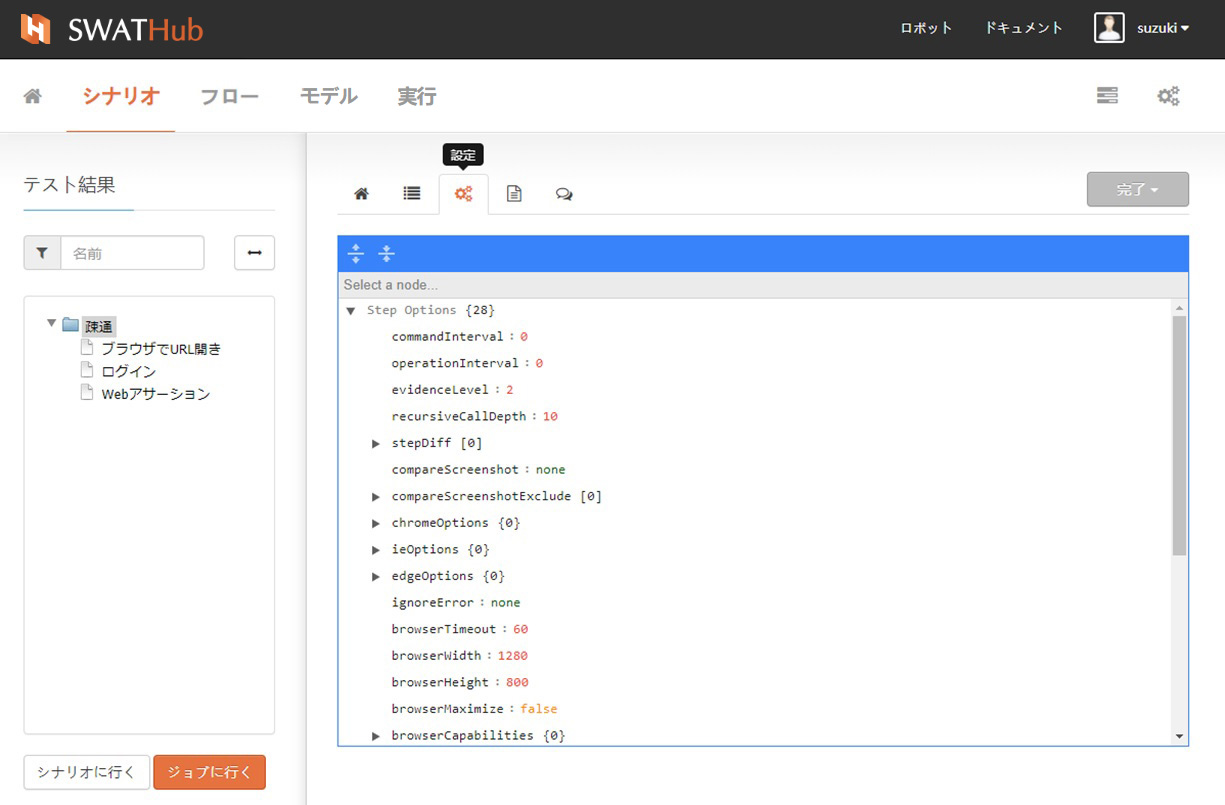 SWATHub
ロボット ドキュメント suzuki
シナリオ フロー モデル 実行
設定
テスト結果
完了
名前
Select a node...
疎通
ブラウザでURL開き
ログイン
Webアサーション
Step Options {28}
commandInterval : 0
operationInterval : 0
evidenceLevel : 2
recursiveCallDepth : 10
stepDiff [0]
compareScreenshot : none
compareScreenshotExclude [0]
chromeOptions {0}
ieOptions {0}
edgeOptions {0}
ignoreError : none
browserTimeout : 60
browserWidth : 1280
browserHeight : 800
browserMaximize : false
browserCapabilities {0}
シナリオに行く ジョブに行く